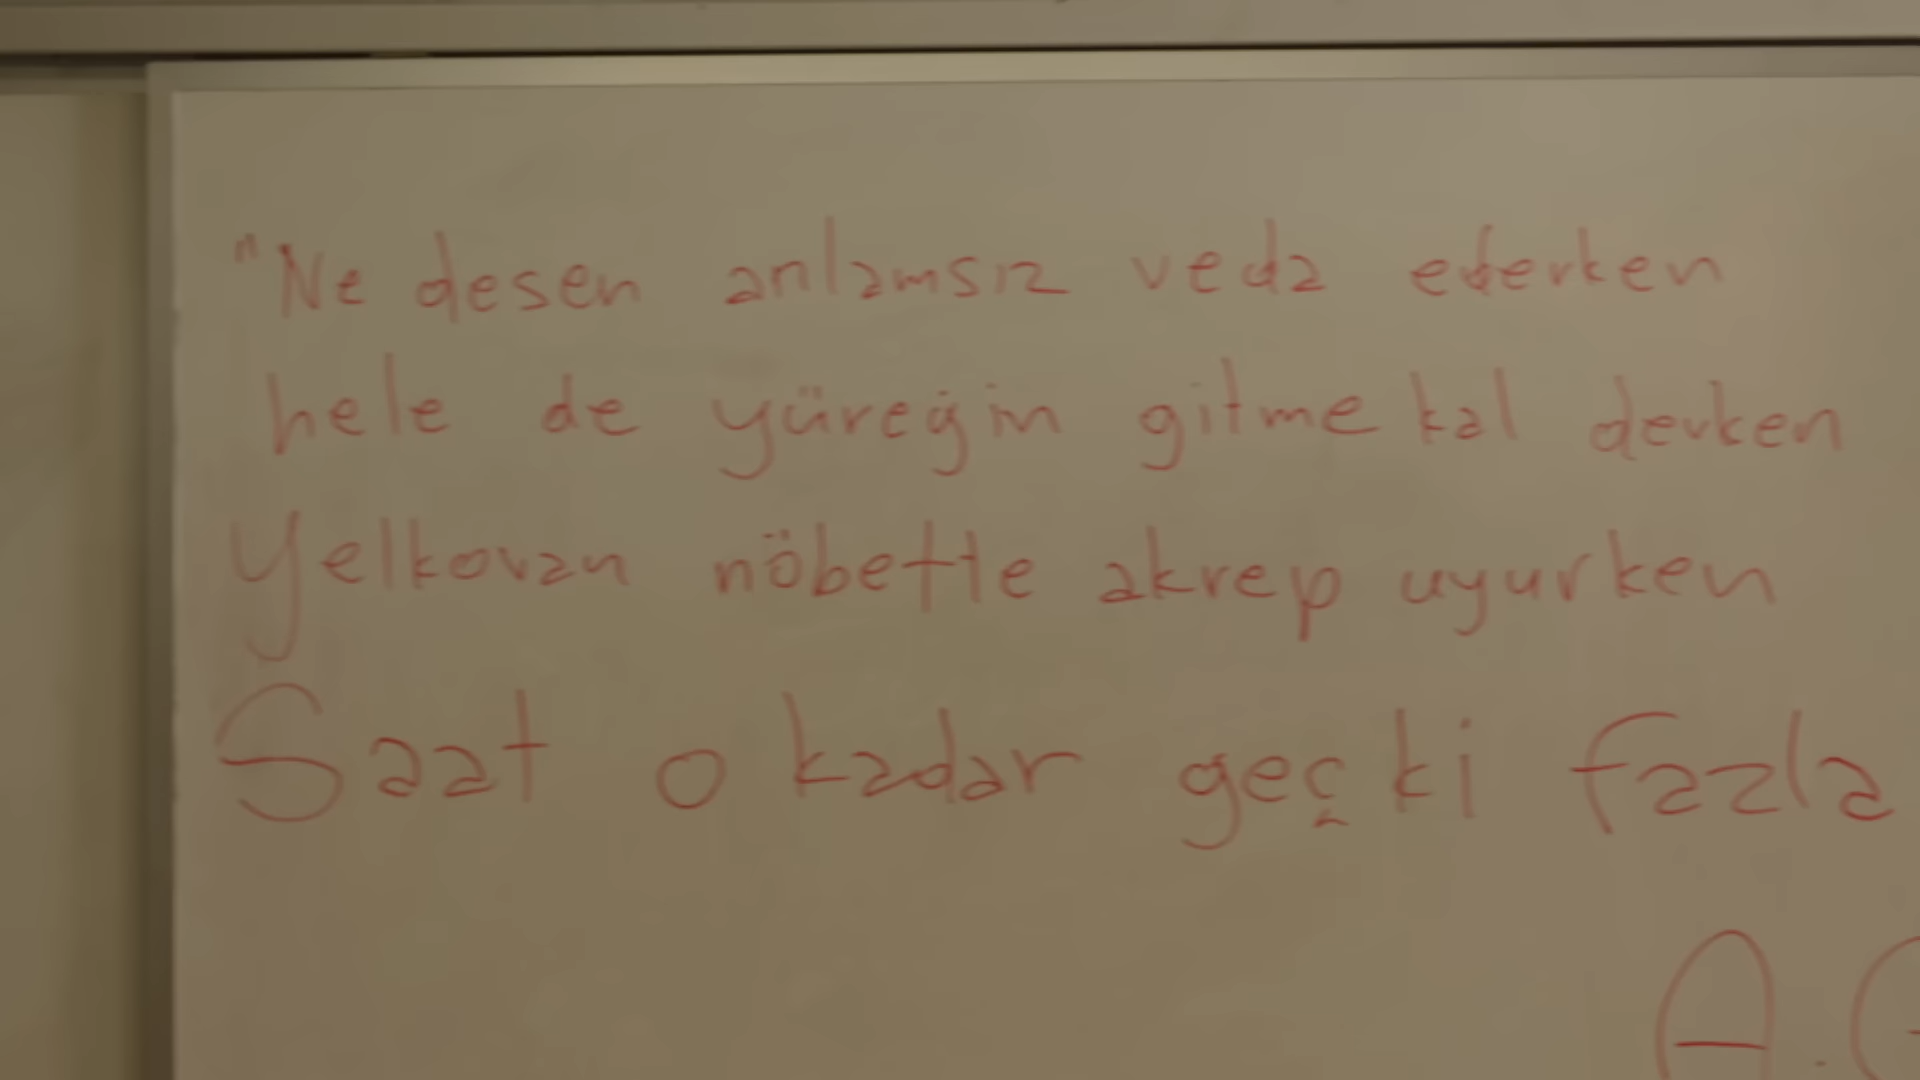 "Ne desen anlamsız veda ederken
hele de yüreğin gitme kal derken
Yelkovan nöbette akrep uyurken
Saat o kadar geç ki fazla
A.